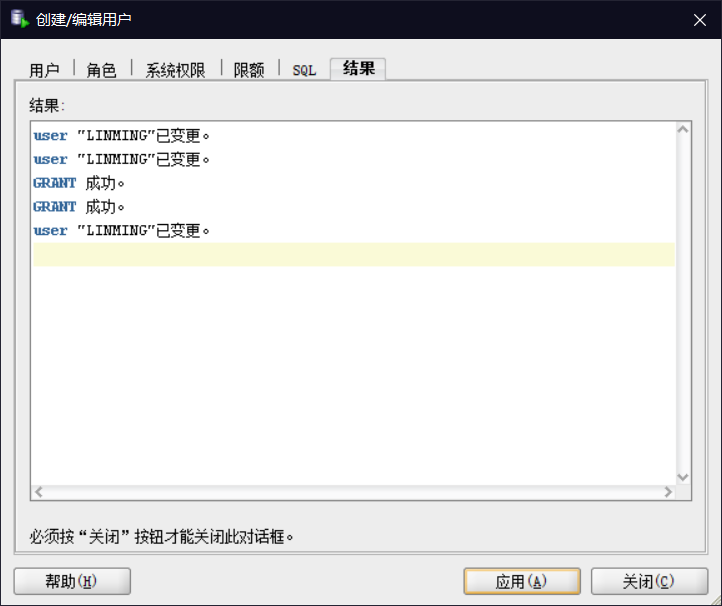 创建/编辑用户
用户 角色 系统权限 限额 SQL 结果
结果:
user "LINMING"已变更。
user "LINMING"已变更。
GRANT 成功。
GRANT 成功。
user "LINMING"已变更。
必须按“关闭”按钮才能关闭此对话框。
帮助(H) 应用(A) 关闭(C)